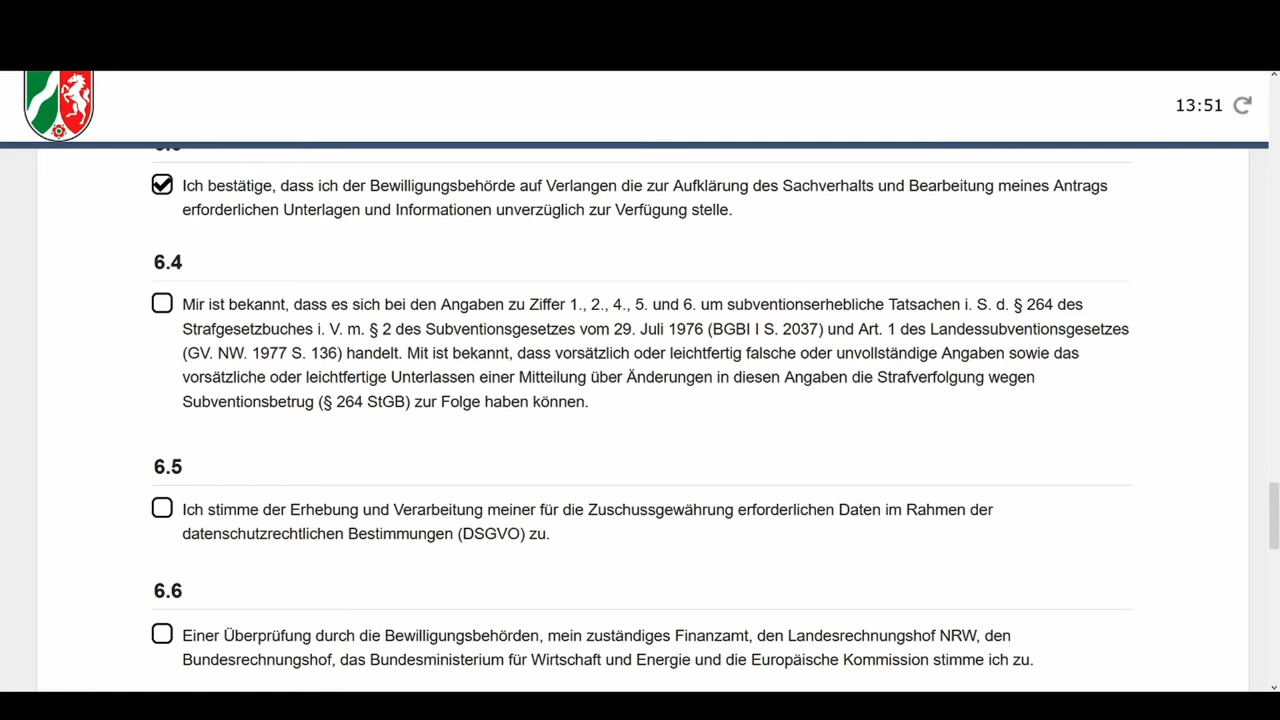 13:51
Ich bestätige, dass ich der Bewilligungsbehörde auf Verlangen die zur Aufklärung des Sachverhalts und Bearbeitung meines Antrags
erforderlichen Unterlagen und Informationen unverzüglich zur Verfügung stelle.
6.4
Mir ist bekannt, dass es sich bei den Angaben zu Ziffer 1., 2., 4., 5. und 6. um subventionserhebliche Tatsachen i. S. d. § 264 des
Strafgesetzbuches i. V. m. § 2 des Subventionsgesetzes vom 29. Juli 1976 (BGBI I S. 2037) und Art. 1 des Landessubventionsgesetzes
(GV. NW. 1977 S. 136) handelt. Mit ist bekannt, dass vorsätzlich oder leichtfertig falsche oder unvollständige Angaben sowie das
vorsätzliche oder leichtfertige Unterlassen einer Mitteilung über Änderungen in diesen Angaben die Strafverfolgung wegen
Subventionsbetrug (§ 264 StGB) zur Folge haben können.
6.5
Ich stimme der Erhebung und Verarbeitung meiner für die Zuschussgewährung erforderlichen Daten im Rahmen der
datenschutzrechtlichen Bestimmungen (DSGVO) zu.
6.6
Einer Überprüfung durch die Bewilligungsbehörden, mein zuständiges Finanzamt, den Landesrechnungshof NRW, den
Bundesrechnungshof, das Bundesministerium für Wirtschaft und Energie und die Europäische Kommission stimme ich zu.